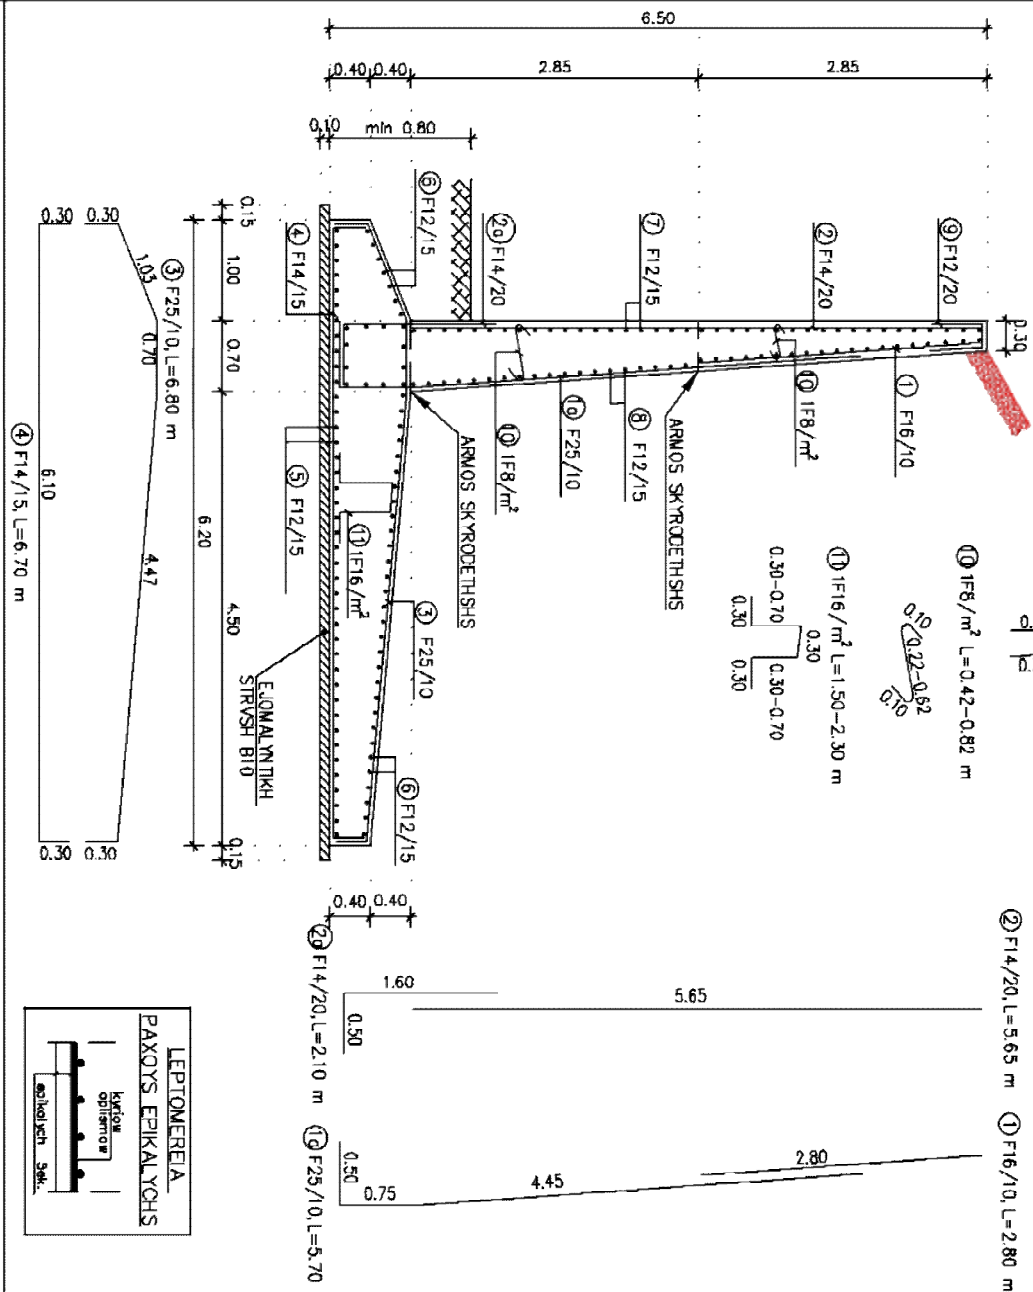 6.50
0.40
0.40
2.85
2.85
0.10
min 0.80
⑥ F12/15
②a F14/20
⑦ F12/15
② F14/20
⑨ F12/20
0.30
④ F14/15
0.15
1.00
0.70
4.50
0.15
6.20
0.30
0.30
1.03
0.70
4.47
③ F25/10, L=6.80 m
6.10
0.30
0.30
④ F14/15, L=6.70 m
⑤ F12/15
⑪ 1F16/m²
③ F25/10
⑥ F12/15
ARMOS SKYRODETHSHS
⑩ 1F8/m²
①a F25/10
⑧ F12/15
ARMOS SKYRODETHSHS
⑩ 1F8/m²
① F16/10
EJOMALYNTIKH
STRVSH B10
⑩ 1F8/m² L=0.42-0.82 m
0.10
0.22-0.62
0.10
⑪ 1F16/m² L=1.50-2.30 m
0.30-0.70
0.30
0.30
0.30
0.30-0.70
0.40
0.40
②a F14/20, L=2.10 m
1.60
0.50
5.65
② F14/20, L=5.65 m
①a F25/10, L=5.70
0.50
0.75
4.45
2.80
① F16/10, L=2.80 m
LEPTOMEREIA
PAXOYS EPIKALYCHS
kyriow
oplismow
epikalych 5ek.